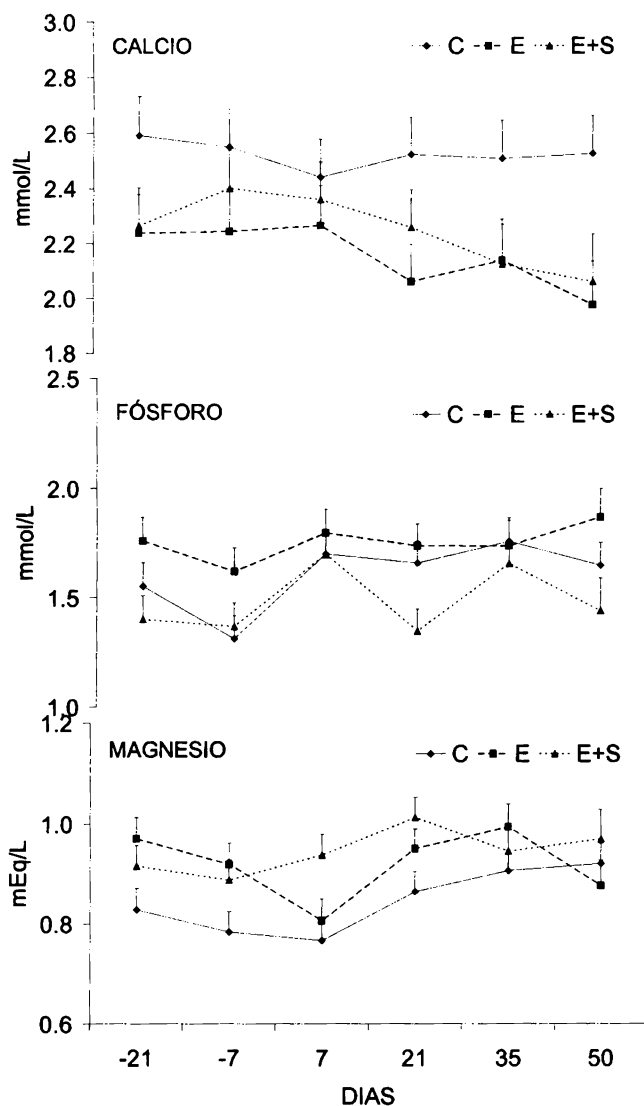 3.0
CALCIO
C E E+S
2.8
2.6
2.4
2.2
2.0
1.8
mmol/L
2.5
FÓSFORO
C E E+S
2.0
1.5
1.0
mmol/L
1.2
MAGNESIO
C E E+S
1.0
0.8
0.6
mEq/L
-21 -7 7 21 35 50
DIAS